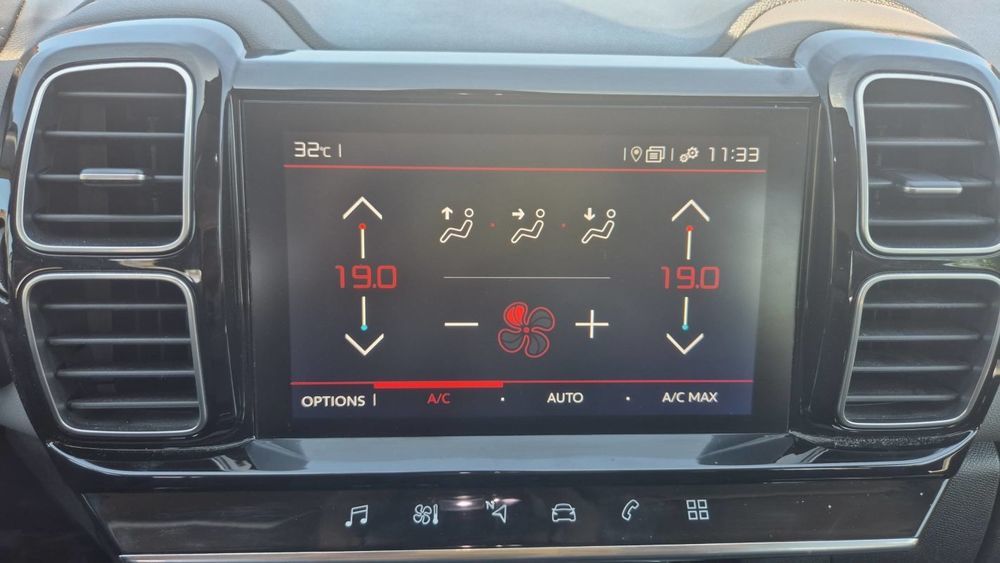 32°C
11:33
19.0
19.0
OPTIONS A/C AUTO A/C MAX
N